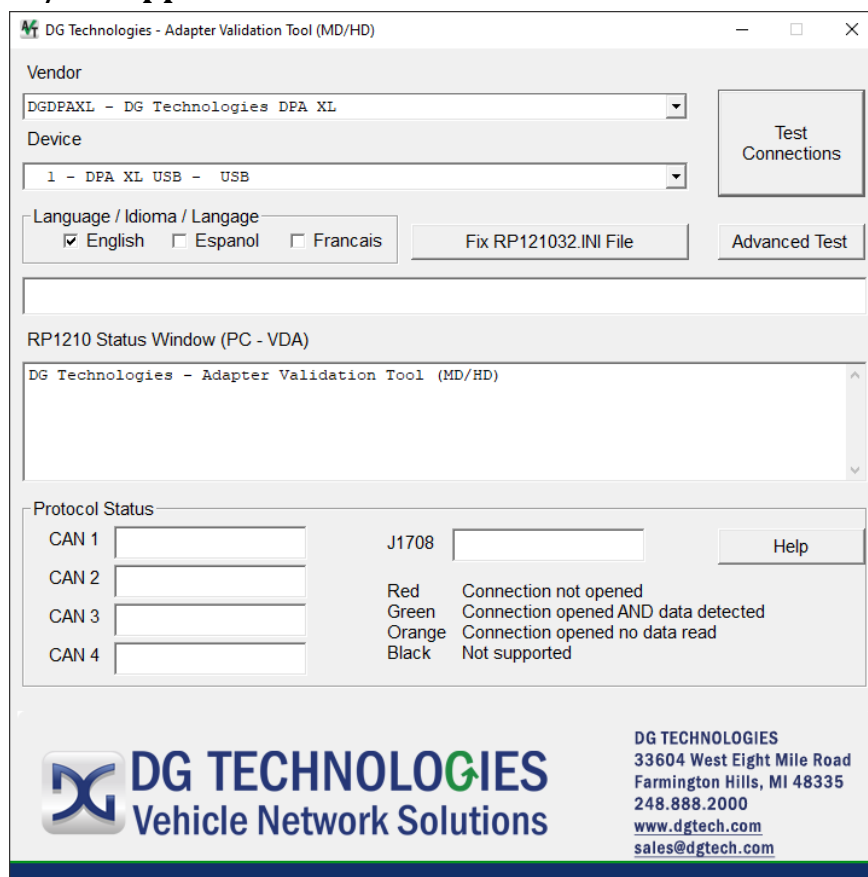 DG Technologies - Adapter Validation Tool (MD/HD)
Vendor
DGDPAXL - DG Technologies DPA XL
Test
Connections
Device
1 - DPA XL USB - USB
Language / Idioma / Langage
English Espanol Francais
Fix RP121032.INI File
Advanced Test
RP1210 Status Window (PC - VDA)
DG Technologies - Adapter Validation Tool (MD/HD)
Protocol Status
CAN 1
CAN 2
CAN 3
CAN 4
J1708
Help
Red Connection not opened
Green Connection opened AND data detected
Orange Connection opened no data read
Black Not supported
DG TECHNOLOGIES
Vehicle Network Solutions
DG TECHNOLOGIES
33604 West Eight Mile Road
Farmington Hills, MI 48335
248.888.2000
www.dgtech.com
sales@dgtech.com